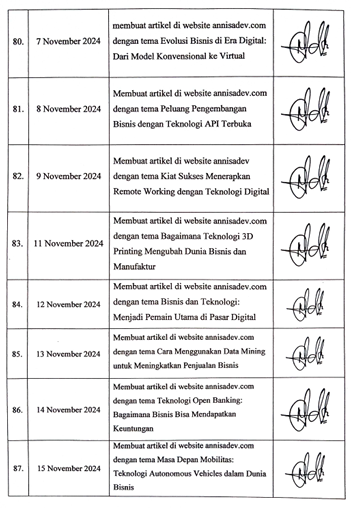 80.
7 November 2024
membuat artikel di website annisadev.com
dengan tema Evolusi Bisnis di Era Digital:
Dari Model Konvensional ke Virtual
81.
8 November 2024
Membuat artikel di website annisadev.com
dengan tema Peluang Pengembangan
Bisnis dengan Teknologi API Terbuka
82.
9 November 2024
Membuat artikel di website annisadev
dengan tema Kiat Sukses Menerapkan
Remote Working dengan Teknologi Digital
83.
11 November 2024
Membuat artikel di website annisadev.com
dengan tema Bagaimana Teknologi 3D
Printing Mengubah Dunia Bisnis dan
Manufaktur
84.
12 November 2024
Membuat artikel di website annisadev.com
dengan tema Bisnis dan Teknologi:
Menjadi Pemain Utama di Pasar Digital
85.
13 November 2024
Membuat artikel di website annisadev.com
dengan tema Cara Menggunakan Data Mining
untuk Meningkatkan Penjualan Bisnis
86.
14 November 2024
Membuat artikel di website annisadev.com
dengan tema Teknologi Open Banking:
Bagaimana Bisnis Bisa Mendapatkan
Keuntungan
87.
15 November 2024
Membuat artikel di website annisadev.com
dengan tema Masa Depan Mobilitas:
Teknologi Autonomous Vehicles dalam Dunia
Bisnis